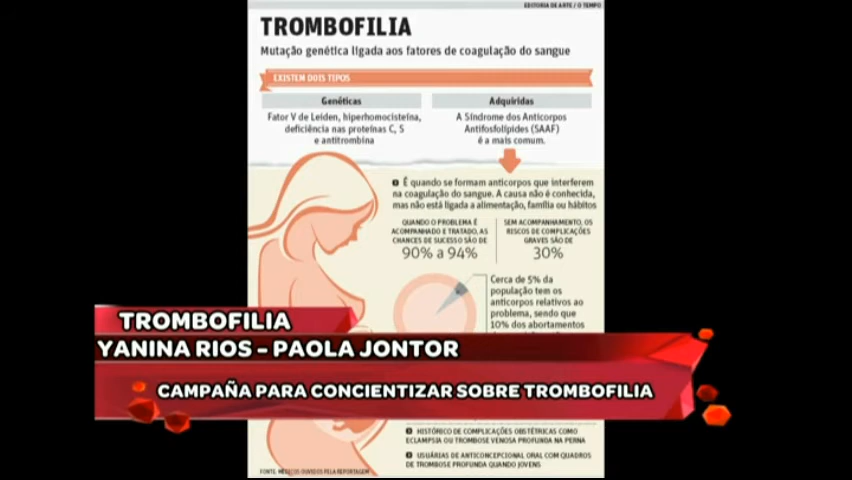 EDITORIA DE ARTE / O TEMPO
TROMBOFILIA
Mutação genética ligada aos fatores de coagulação do sangue
EXISTEM DOIS TIPOS
Genéticas
Fator V de Leiden, hiperhomocisteína,
deficiência nas proteínas C, S
e antitrombina
Adquiridas
A Síndrome dos Anticorpos
Antifosfolípides (SAAF)
é a mais comum.
É quando se formam anticorpos que interferem
na coagulação do sangue. A causa não é conhecida,
mas não está ligada a alimentação, família ou hábitos
QUANDO O PROBLEMA É
ACOMPANHADO E TRATADO, AS
CHANCES DE SUCESSO SÃO DE
90% a 94%
SEM ACOMPANHAMENTO, OS
RISCOS DE COMPLICAÇÕES
GRAVES SÃO DE
30%
Cerca de 5% da
população tem os
anticorpos relativos ao
problema, sendo que
10% dos abortamentos
TROMBOFILIA
YANINA RIOS - PAOLA JONTOR
CAMPAÑA PARA CONCIENTIZAR SOBRE TROMBOFILIA
HISTÓRICO DE COMPLICAÇÕES OBSTÉTRICAS COMO
ECLAMPSIA OU TROMBOSE VENOSA PROFUNDA NA PERNA
USUÁRIAS DE ANTICONCEPCIONAL ORAL COM QUADROS
DE TROMBOSE PROFUNDA QUANDO JOVENS
FONTE: MÉDICOS OUVIDOS PELA REPORTAGEM